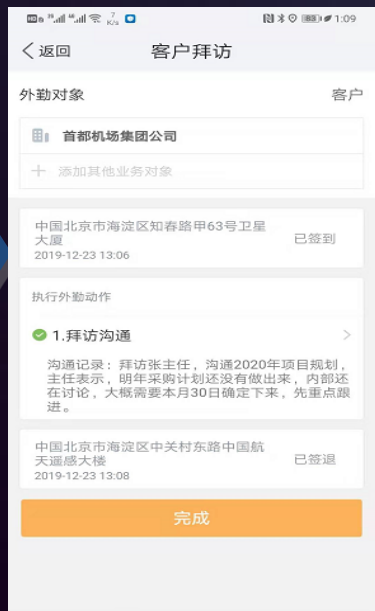 1:09
返回
客户拜访
外勤对象
客户
首都机场集团公司
添加其他业务对象
中国北京市海淀区知春路甲63号卫星
大厦
已签到
2019-12-23 13:06
执行外勤动作
1.拜访沟通
沟通记录：拜访张主任，沟通2020年项目规划，
主任表示，明年采购计划还没有做出来，内部还
在讨论，大概需要本月30日确定下来，先重点跟
进。
中国北京市海淀区中关村东路中国航
天遥感大楼
已签退
2019-12-23 13:08
完成